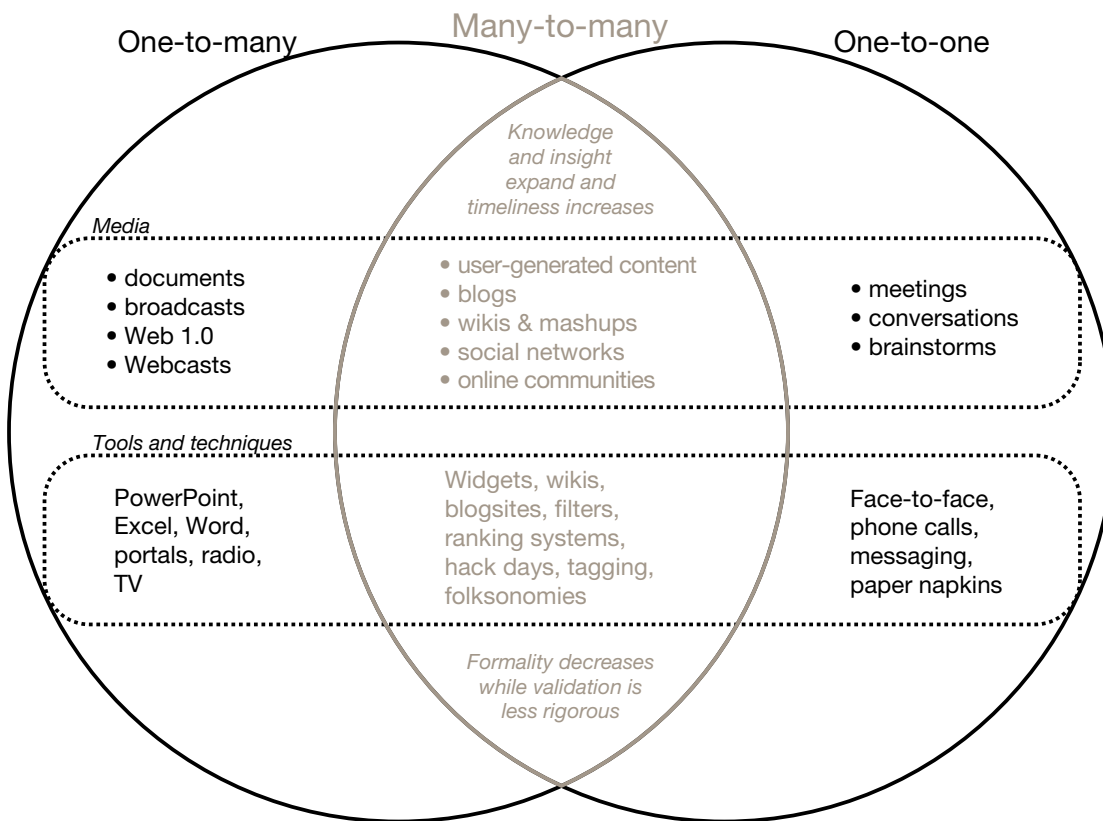 One-to-many
Many-to-many
One-to-one
Knowledge
and insight
expand and
timeliness increases
Media
• documents
• broadcasts
• Web 1.0
• Webcasts
• user-generated content
• blogs
• wikis & mashups
• social networks
• online communities
• meetings
• conversations
• brainstorms
Tools and techniques
PowerPoint,
Excel, Word,
portals, radio,
TV
Widgets, wikis,
blogsites, filters,
ranking systems,
hack days, tagging,
folksonomies
Face-to-face,
phone calls,
messaging,
paper napkins
Formality decreases
while validation is
less rigorous